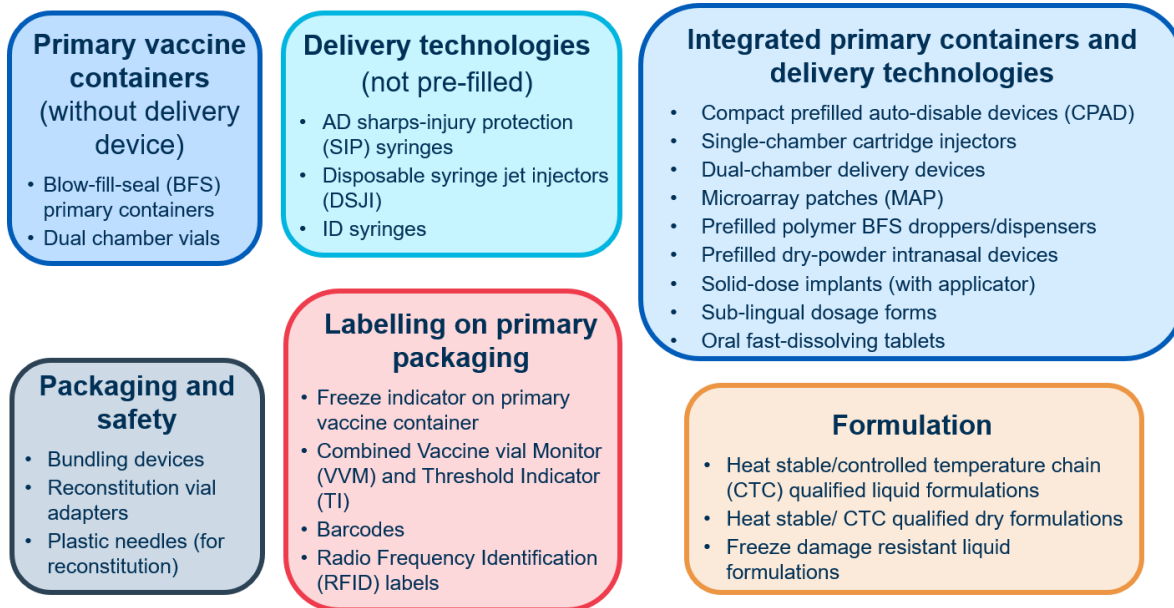 Primary vaccine
containers
(without delivery
device)
• Blow-fill-seal (BFS)
primary containers
• Dual chamber vials
Delivery technologies
(not pre-filled)
• AD sharps-injury protection
(SIP) syringes
• Disposable syringe jet injectors
(DSJI)
• ID syringes
Integrated primary containers and
delivery technologies
• Compact prefilled auto-disable devices (CPAD)
• Single-chamber cartridge injectors
• Dual-chamber delivery devices
• Microarray patches (MAP)
• Prefilled polymer BFS droppers/dispensers
• Prefilled dry-powder intranasal devices
• Solid-dose implants (with applicator)
• Sub-lingual dosage forms
• Oral fast-dissolving tablets
Packaging and
safety
• Bundling devices
• Reconstitution vial
adapters
• Plastic needles (for
reconstitution)
Labelling on primary
packaging
• Freeze indicator on primary
vaccine container
• Combined Vaccine vial Monitor
(VVM) and Threshold Indicator
(TI)
• Barcodes
• Radio Frequency Identification
(RFID) labels
Formulation
• Heat stable/controlled temperature chain
(CTC) qualified liquid formulations
• Heat stable/ CTC qualified dry formulations
• Freeze damage resistant liquid
formulations